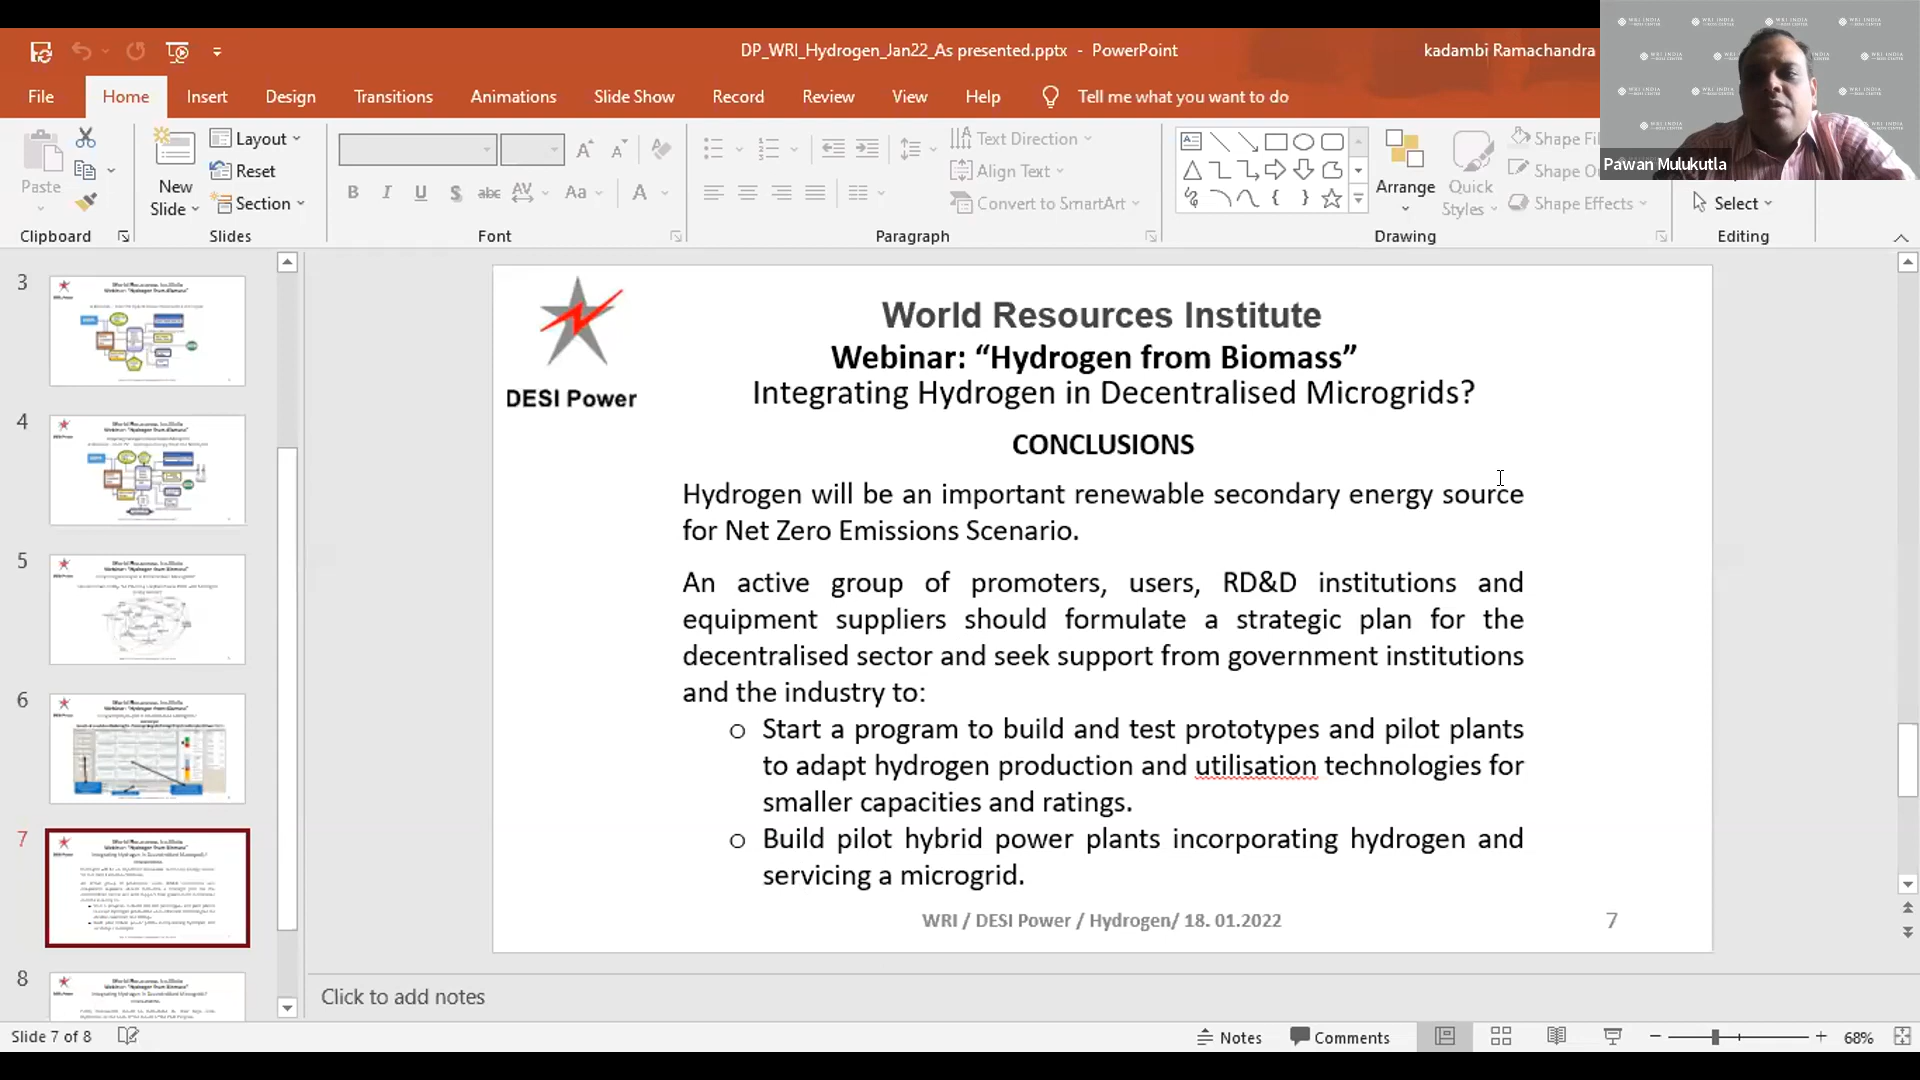 DP_WRI_Hydrogen_Jan22_As presented.pptx - PowerPoint
kadambi Ramachandra
File Home Insert Design Transitions Animations Slide Show Record Review View Help Tell me what you want to do
Pawan Mulukutla
Paste
Clipboard
New
Slide
Layout
Reset
Section
Slides
B I U S abc AV Aa A
Font
Text Direction
Align Text
Convert to SmartArt
Paragraph
Arrange
Quick
Styles
Shape Fi
Shape O
Shape Effects
Drawing
Select
Editing
3
4
5
6
7
8
DESI Power
World Resources Institute
Webinar: “Hydrogen from Biomass”
Integrating Hydrogen in Decentralised Microgrids?
CONCLUSIONS
Hydrogen will be an important renewable secondary energy source
for Net Zero Emissions Scenario.
An active group of promoters, users, RD&D institutions and
equipment suppliers should formulate a strategic plan for the
decentralised sector and seek support from government institutions
and the industry to:
o Start a program to build and test prototypes and pilot plants
to adapt hydrogen production and utilisation technologies for
smaller capacities and ratings.
o Build pilot hybrid power plants incorporating hydrogen and
servicing a microgrid.
WRI / DESI Power / Hydrogen/ 18. 01.2022
7
Click to add notes
Slide 7 of 8
Notes
Comments
68%